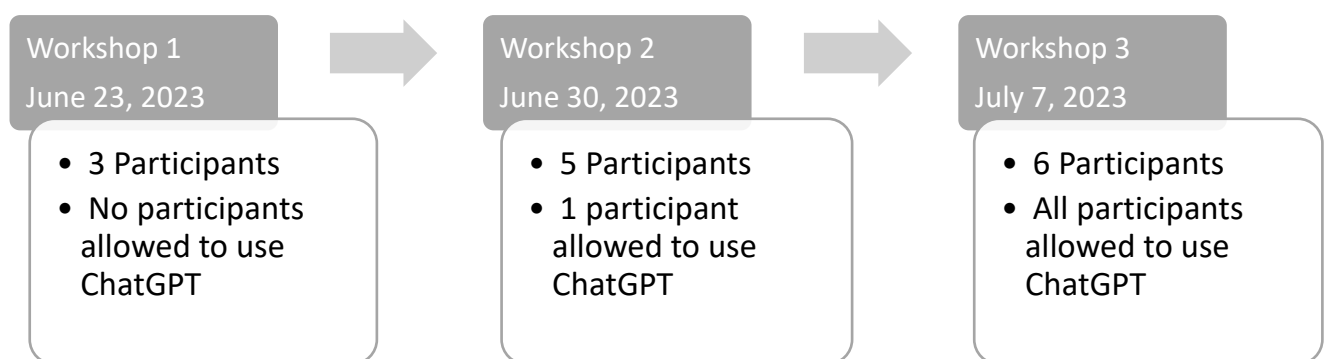 Workshop 1
June 23, 2023
• 3 Participants
• No participants
allowed to use
ChatGPT
Workshop 2
June 30, 2023
• 5 Participants
• 1 participant
allowed to use
ChatGPT
Workshop 3
July 7, 2023
• 6 Participants
• All participants
allowed to use
ChatGPT